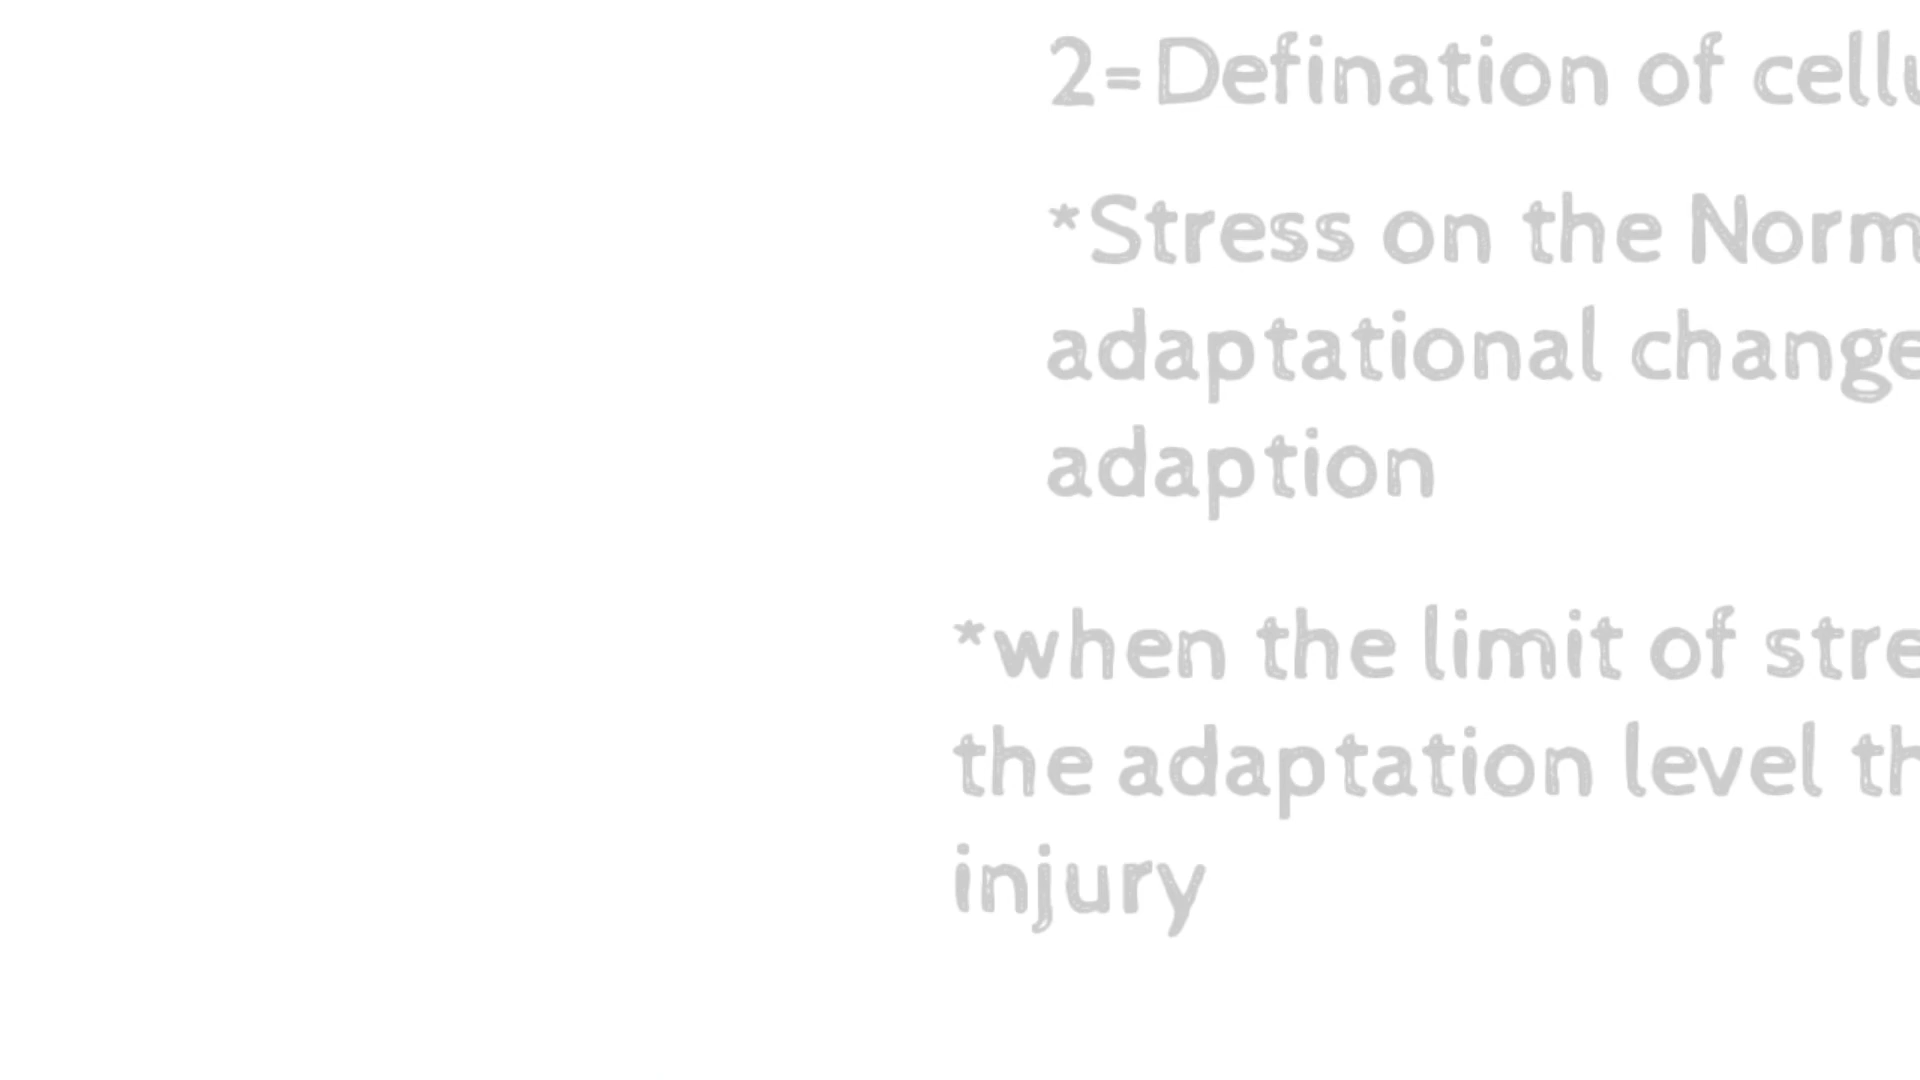 2=Defination of cellu
*Stress on the Norm
adaptational change
adaption
*when the limit of stre
the adaptation level th
injury